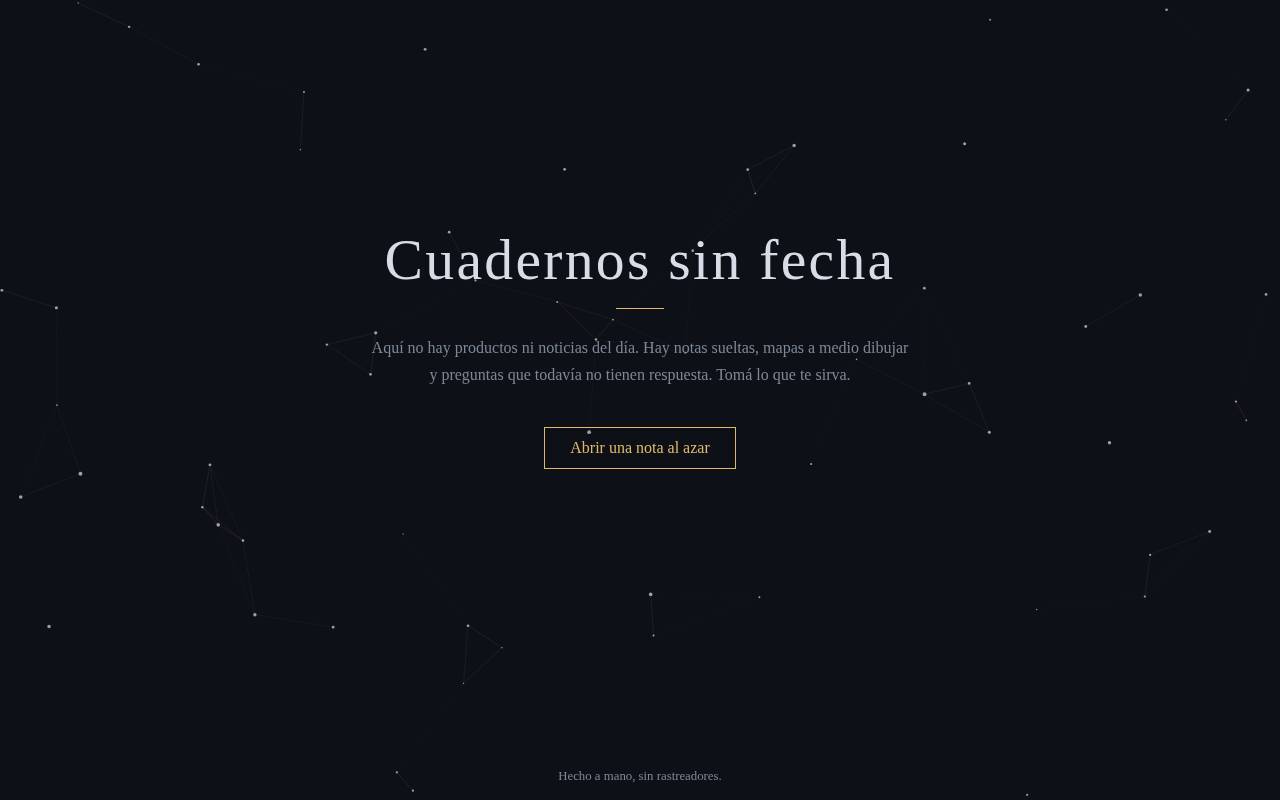 Cuadernos sin fecha
Aquí no hay productos ni noticias del día. Hay notas sueltas, mapas a medio dibujar
y preguntas que todavía no tienen respuesta. Tomá lo que te sirva.
Abrir una nota al azar
Hecho a mano, sin rastreadores.